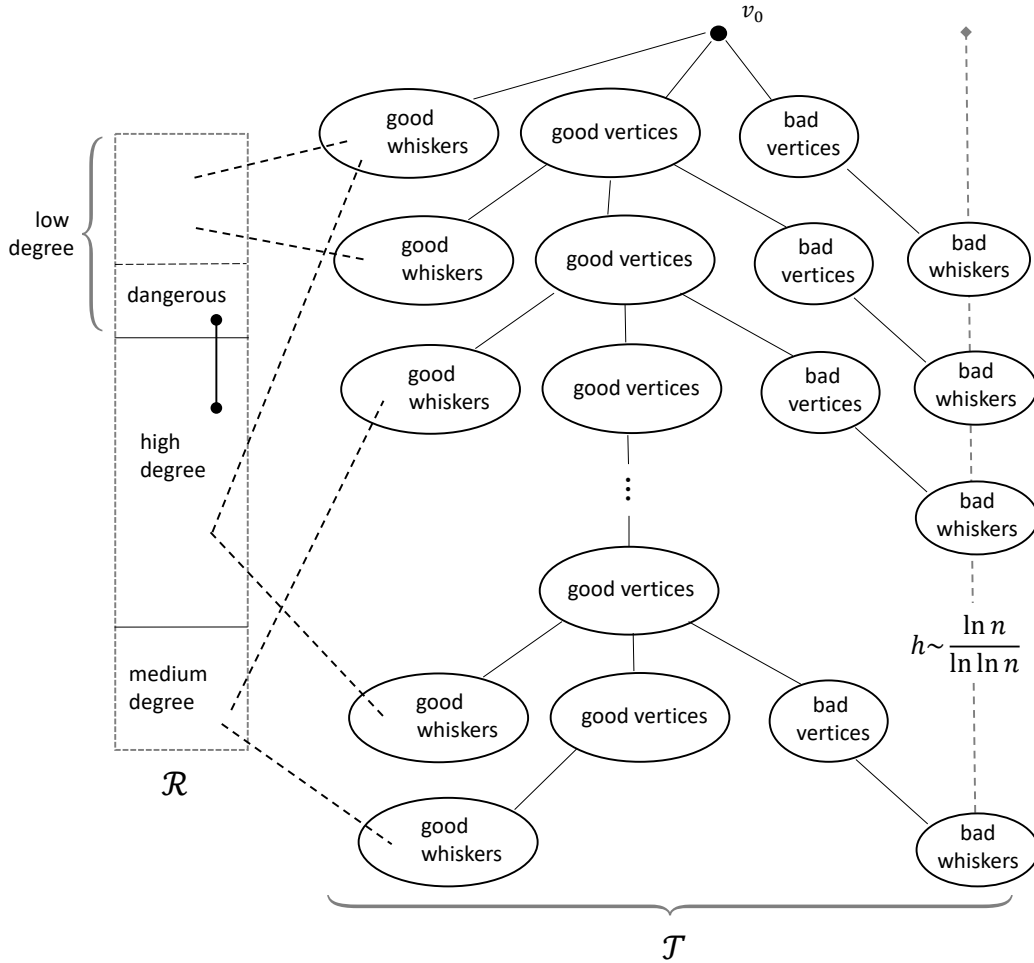 v₀
good
whiskers
good vertices
bad
vertices
low
degree
good
whiskers
good vertices
bad
vertices
bad
whiskers
dangerous
good
whiskers
good vertices
bad
vertices
bad
whiskers
high
degree
⋮
bad
whiskers
good vertices
h~ ln n / ln ln n
medium
degree
good
whiskers
good vertices
bad
vertices
ℛ
good
whiskers
bad
whiskers
𝒯